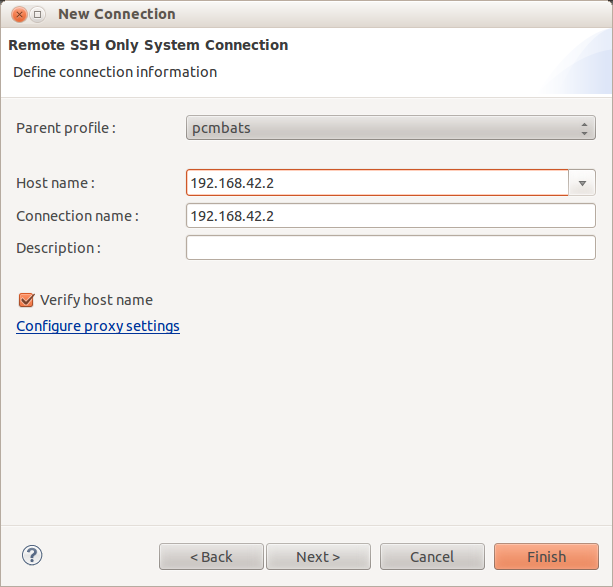 New Connection
Remote SSH Only System Connection
Define connection information
Parent profile : pcmbats
Host name : 192.168.42.2
Connection name : 192.168.42.2
Description :
Verify host name
Configure proxy settings
? < Back Next > Cancel Finish